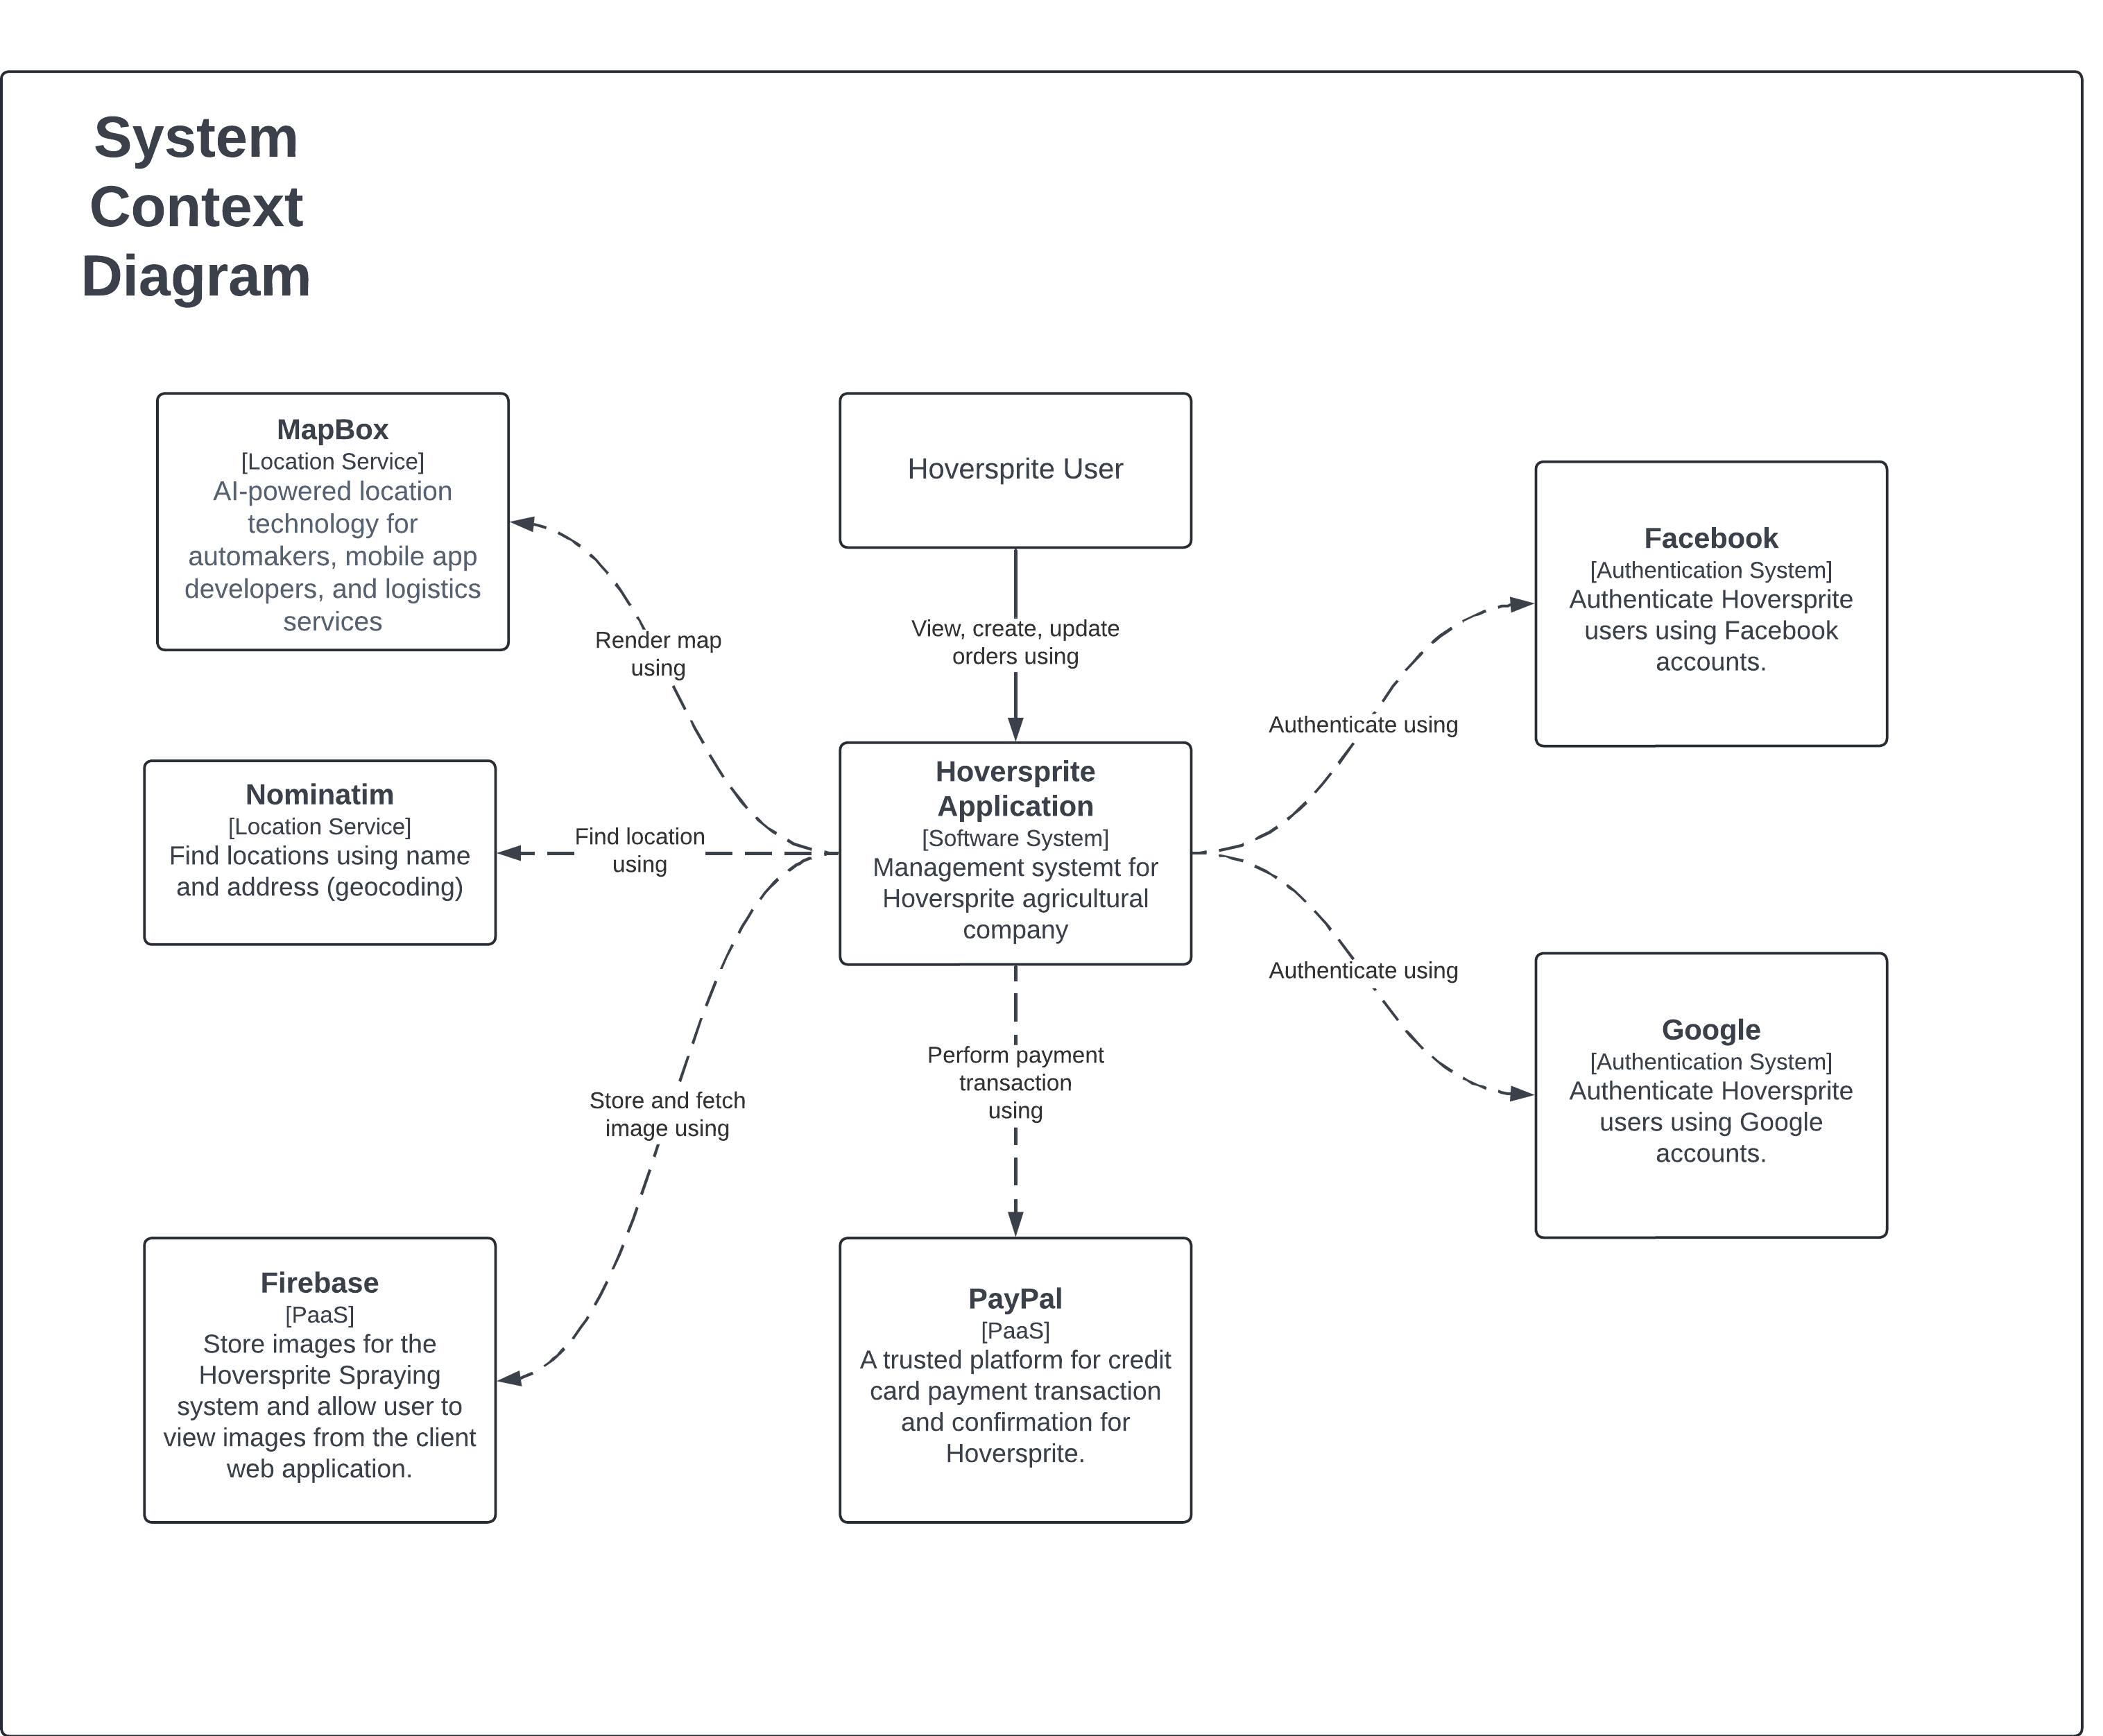 System
Context
Diagram
MapBox
[Location Service]
AI-powered location
technology for
automakers, mobile app
developers, and logistics
services
Hoversprite User
Facebook
[Authentication System]
Authenticate Hoversprite
users using Facebook
accounts.
Render map
using
View, create, update
orders using
Authenticate using
Nominatim
[Location Service]
Find locations using name
and address (geocoding)
Find location
using
Hoversprite
Application
[Software System]
Management systemt for
Hoversprite agricultural
company
Authenticate using
Google
[Authentication System]
Authenticate Hoversprite
users using Google
accounts.
Store and fetch
image using
Perform payment
transaction
using
Firebase
[PaaS]
Store images for the
Hoversprite Spraying
system and allow user to
view images from the client
web application.
PayPal
[PaaS]
A trusted platform for credit
card payment transaction
and confirmation for
Hoversprite.